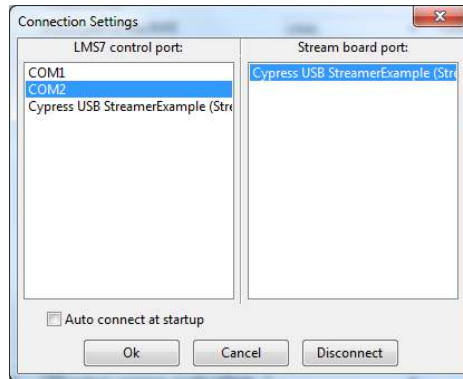 Connection Settings
LMS7 control port:
COM1
COM2
Cypress USB StreamerExample (Stre
Stream board port:
Cypress USB StreamerExample (Stre
Auto connect at startup
Ok
Cancel
Disconnect